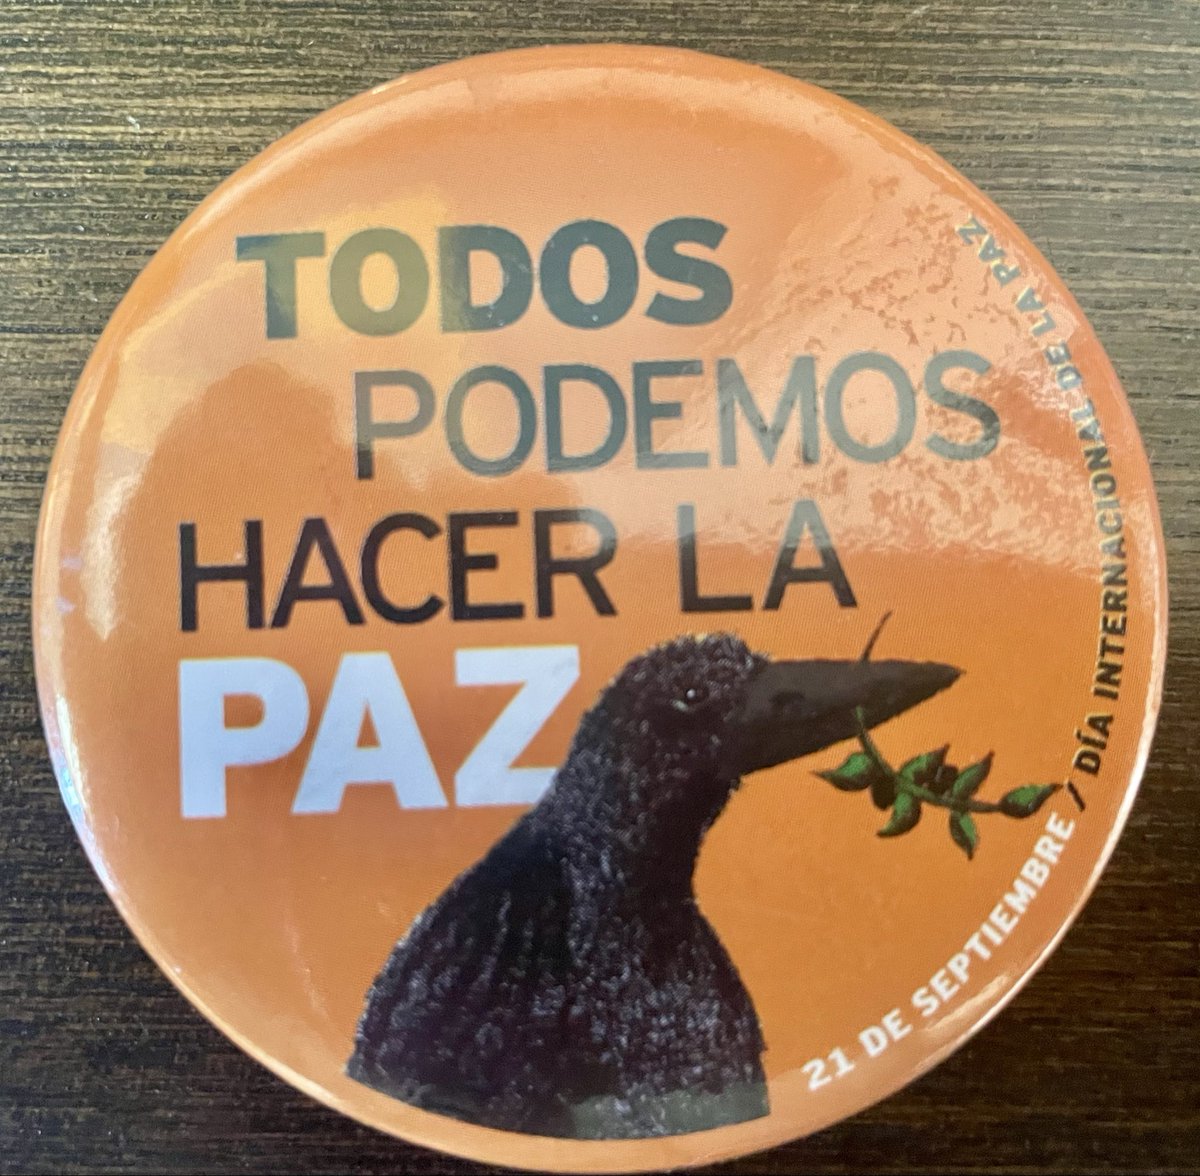 TODOS
PODEMOS
HACER LA
PAZ
21 DE SEPTIEMBRE / DÍA INTERNACIONAL DE LA PAZ